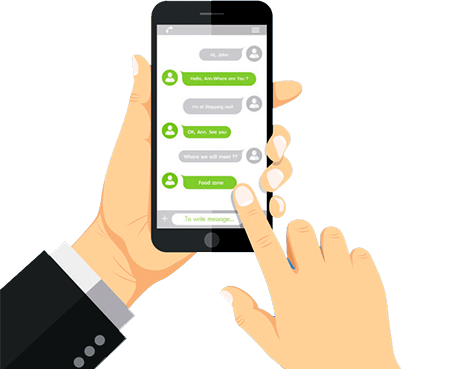 Hi, John
Hello, Ann.Where are You ?
I'm at Shopping mall
OK, Ann. See you
Where we will meet ??
Food zone
To write message...